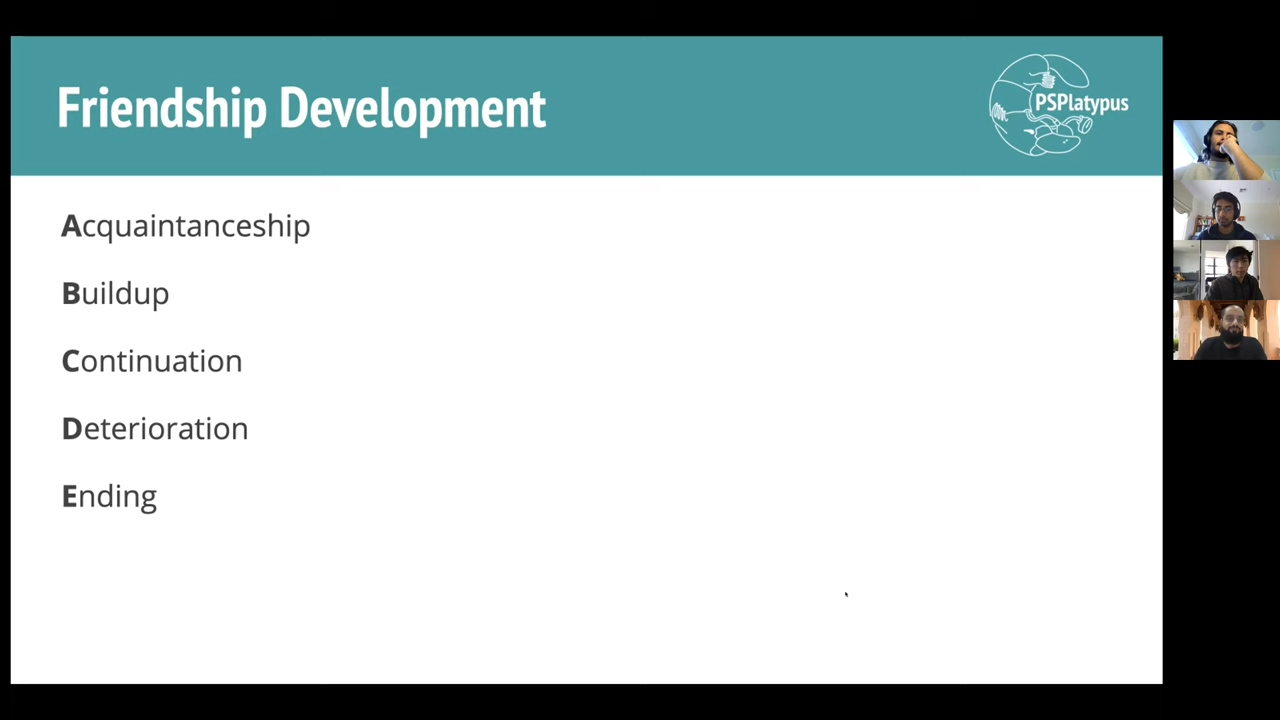 Friendship Development
PSPlatypus
Acquaintanceship
Buildup
Continuation
Deterioration
Ending